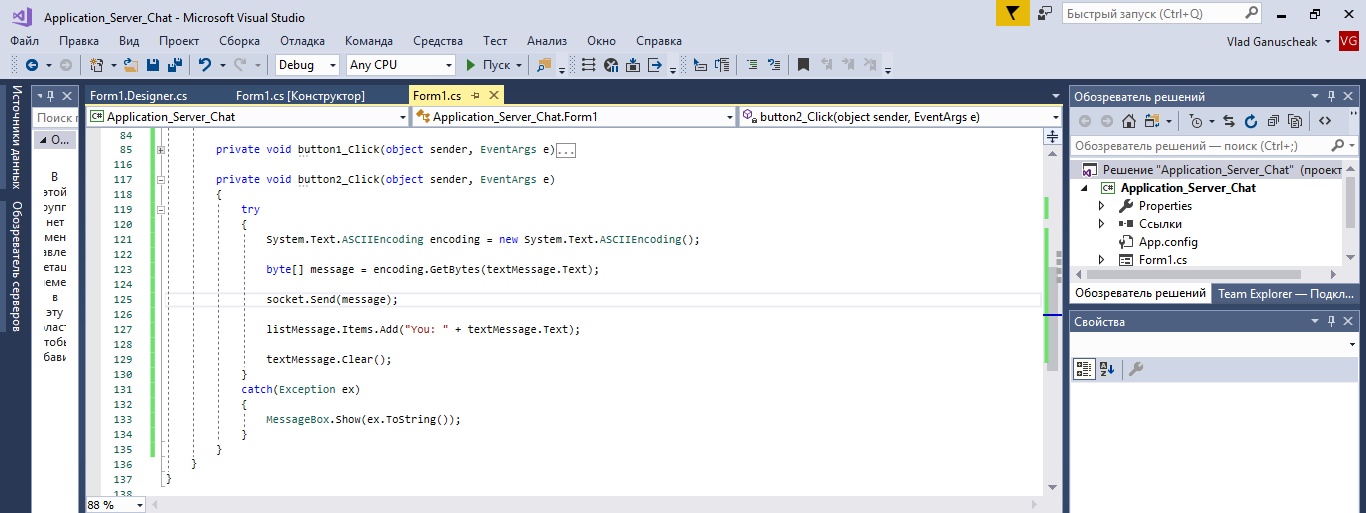 Application_Server_Chat - Microsoft Visual Studio
Быстрый запуск (Ctrl+Q)
Файл Правка Вид Проект Сборка Отладка Команда Средства Тест Анализ Окно Справка
Vlad Ganuscheak VG
Debug Any CPU Пуск
Источники данных
Обозреватель серверов
Поиск
О...
В
этой
групп
нет
мен
авле
етац
еме
в
эту
ласт
тобы
бави
Form1.Designer.cs Form1.cs [Конструктор] Form1.cs
C# Application_Server_Chat Application_Server_Chat.Form1 button2_Click(object sender, EventArgs e)
84
85 private void button1_Click(object sender, EventArgs e)...
116
117 private void button2_Click(object sender, EventArgs e)
118 {
119 try
120 {
121 System.Text.ASCIIEncoding encoding = new System.Text.ASCIIEncoding();
122
123 byte[] message = encoding.GetBytes(textMessage.Text);
124
125 socket.Send(message);
126
127 listMessage.Items.Add("You: " + textMessage.Text);
128
129 textMessage.Clear();
130 }
131 catch(Exception ex)
132 {
133 MessageBox.Show(ex.ToString());
134 }
135 }
136 }
137 }
138
88 %
Обозреватель решений
Обозреватель решений — поиск (Ctrl+;)
Решение "Application_Server_Chat" (проект
C# Application_Server_Chat
Properties
Ссылки
App.config
Form1.cs
Обозреватель решений Team Explorer — Подкл...
Свойства